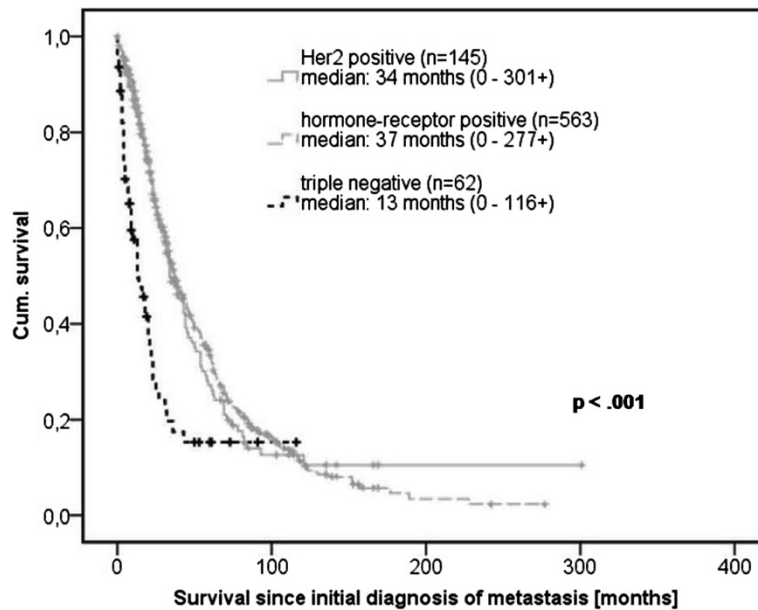 Her2 positive (n=145)
median: 34 months (0 - 301+)
hormone-receptor positive (n=563)
median: 37 months (0 - 277+)
triple negative (n=62)
median: 13 months (0 - 116+)
p < .001
Cum. survival
1,0
0,8
0,6
0,4
0,2
0,0
0
100
200
300
400
Survival since initial diagnosis of metastasis [months]